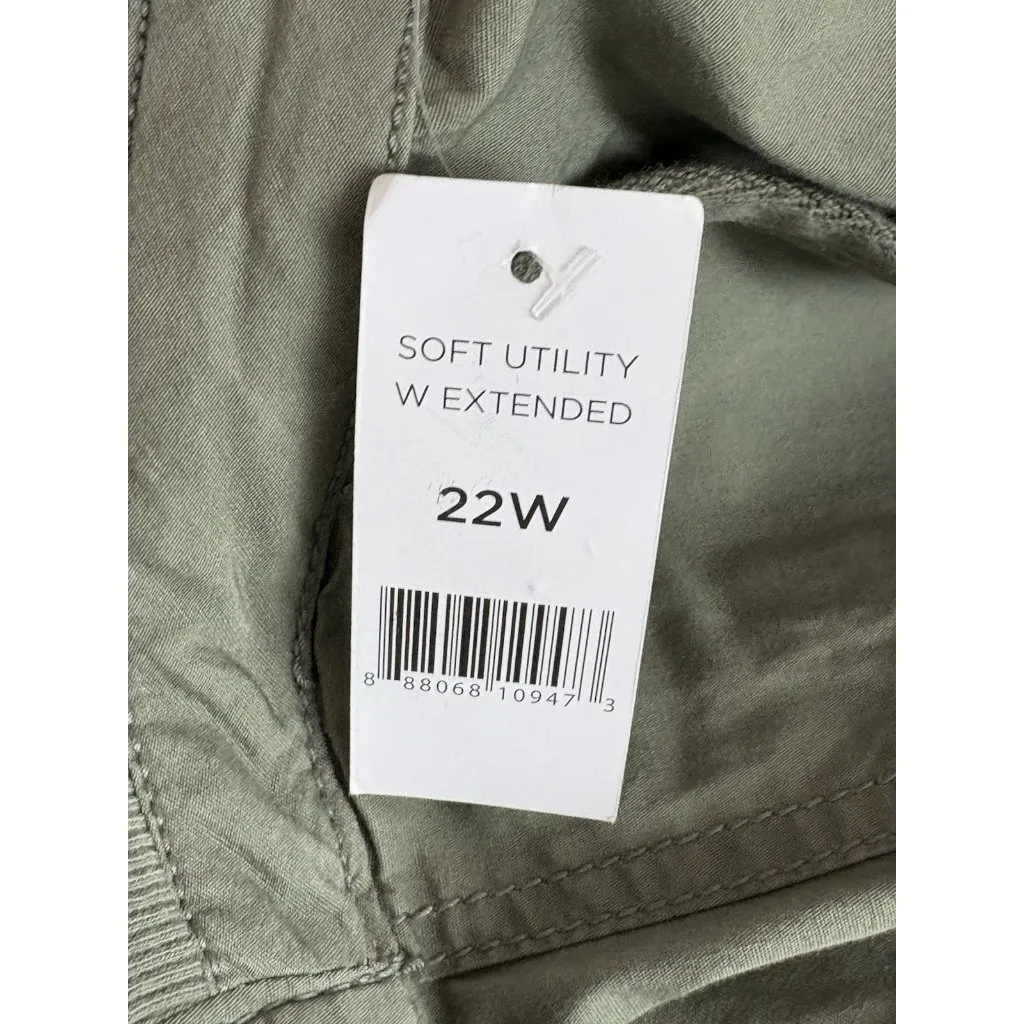 SOFT UTILITY
W EXTENDED
22W
8 88068 10947 3